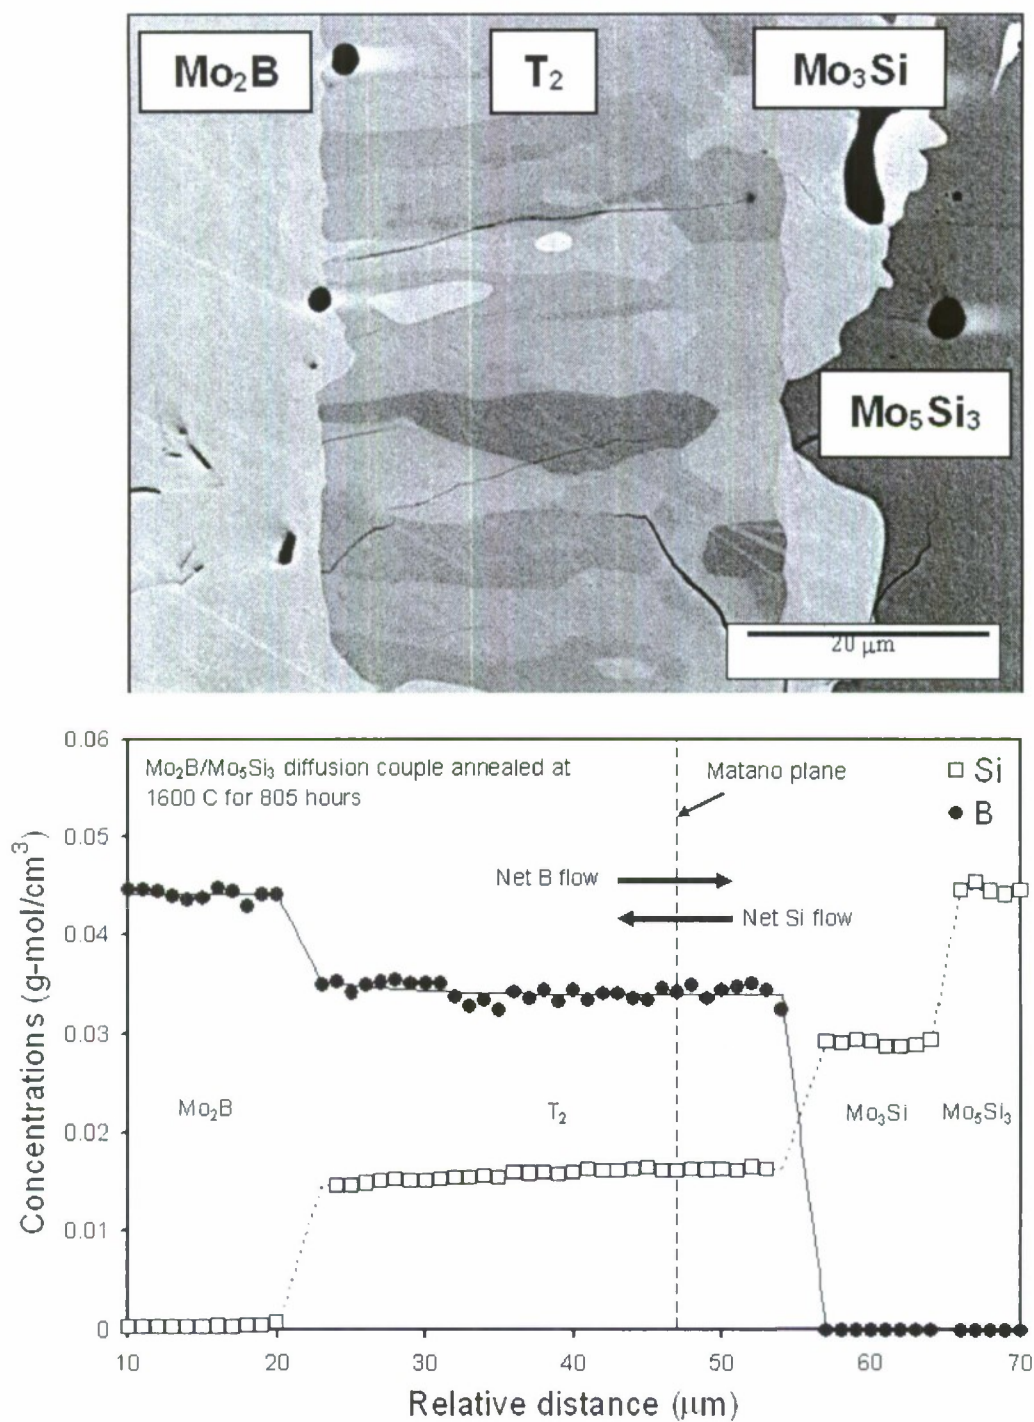 Mo₂B
T₂
Mo₃Si
Mo₅Si₃
20 µm
0.06
0.05
0.04
0.03
0.02
0.01
0
Concentrations (g-mol/cm³)
Mo₂B/Mo₅Si₃ diffusion couple annealed at
1600 C for 805 hours
Matano plane
Si
B
Net B flow
Net Si flow
Mo₂B
T₂
Mo₃Si
Mo₅Si₃
10 20 30 40 50 60 70
Relative distance (µm)